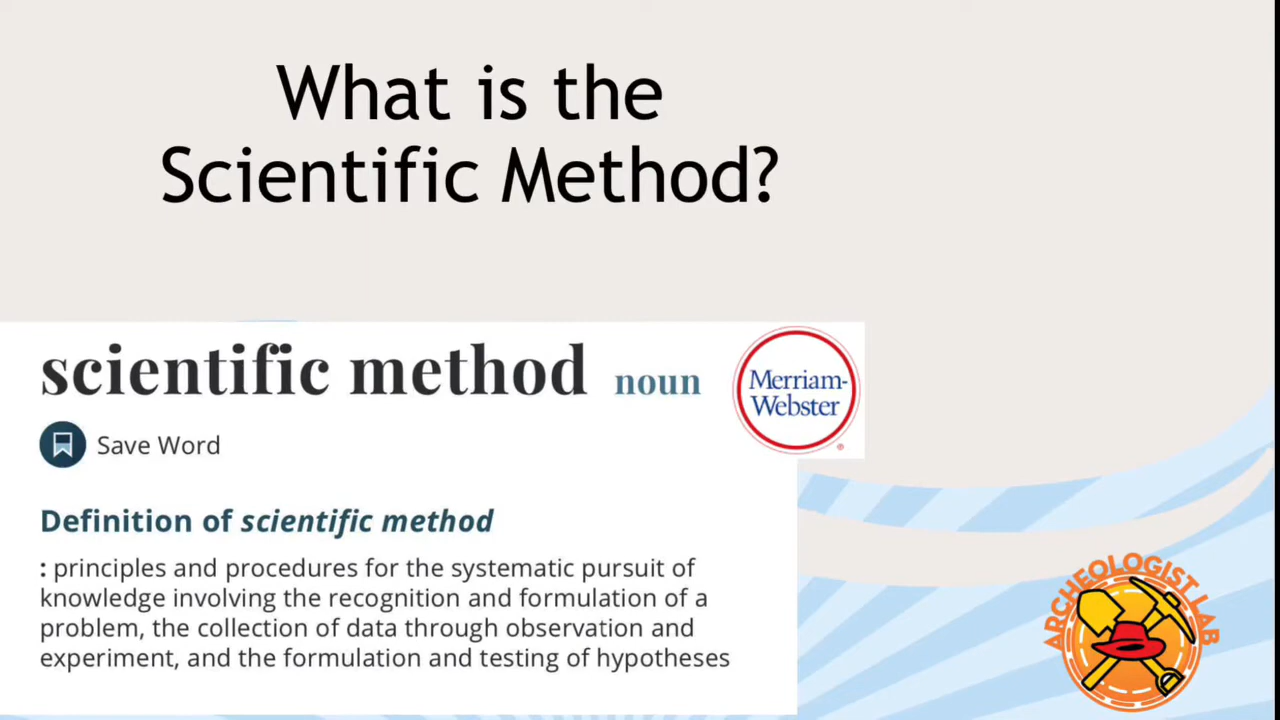 What is the
Scientific Method?
scientific method noun
Merriam-
Webster
®
Save Word
Definition of scientific method
: principles and procedures for the systematic pursuit of
knowledge involving the recognition and formulation of a
problem, the collection of data through observation and
experiment, and the formulation and testing of hypotheses
ARCHEOLOGIST LAB